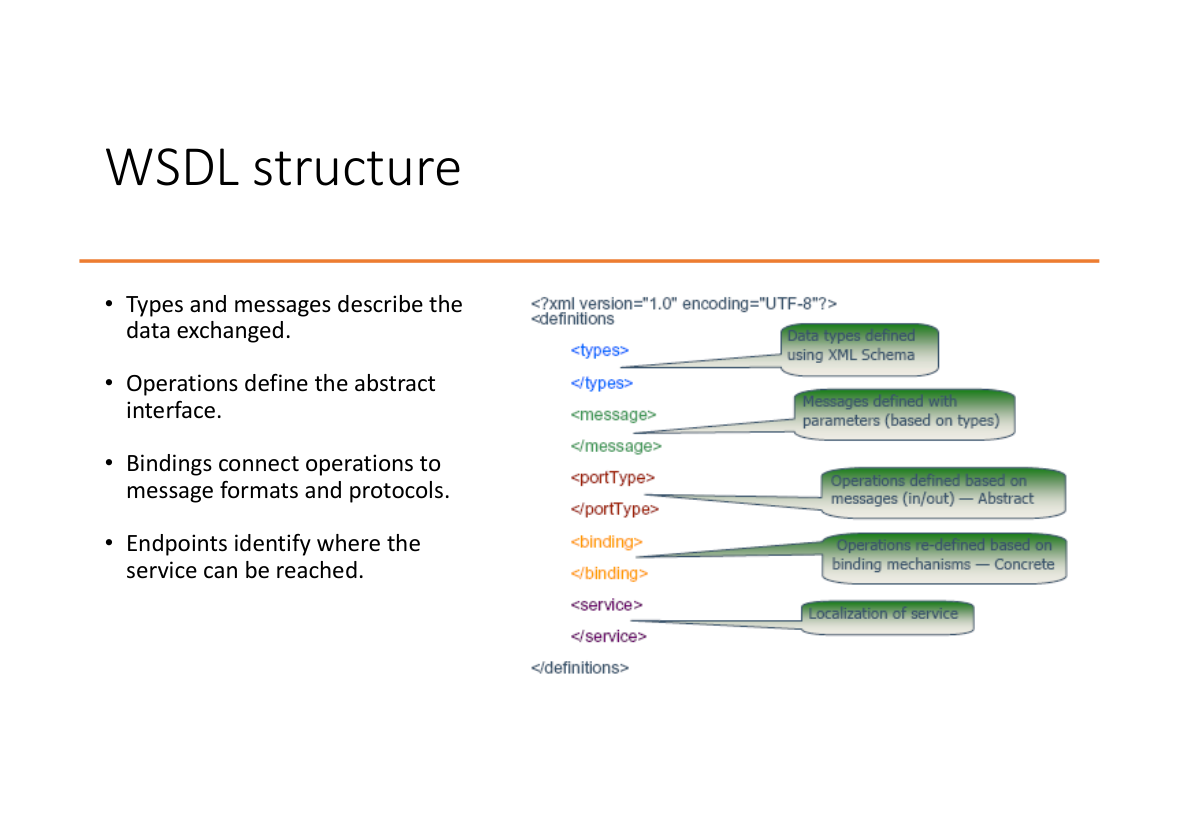 WSDL structure
• Types and messages describe the
data exchanged.
• Operations define the abstract
interface.
• Bindings connect operations to
message formats and protocols.
• Endpoints identify where the
service can be reached.
<?xml version="1.0" encoding="UTF-8"?>
<definitions
<types>
</types>
<message>
</message>
<portType>
</portType>
<binding>
</binding>
<service>
</service>
</definitions>
Data types defined
using XML Schema
Messages defined with
parameters (based on types)
Operations defined based on
messages (in/out) — Abstract
Operations re-defined based on
binding mechanisms — Concrete
Localization of service